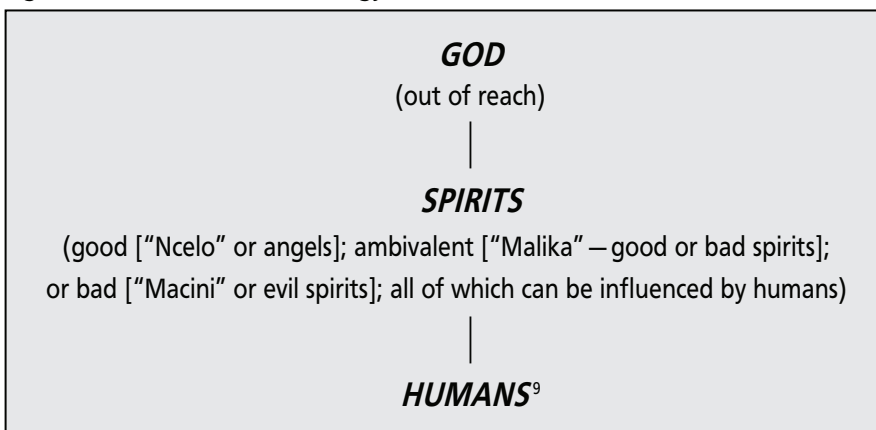 GOD
(out of reach)
SPIRITS
(good [“Ncelo” or angels]; ambivalent [“Malika”—good or bad spirits];
or bad [“Macini” or evil spirits]; all of which can be influenced by humans)
HUMANS⁹